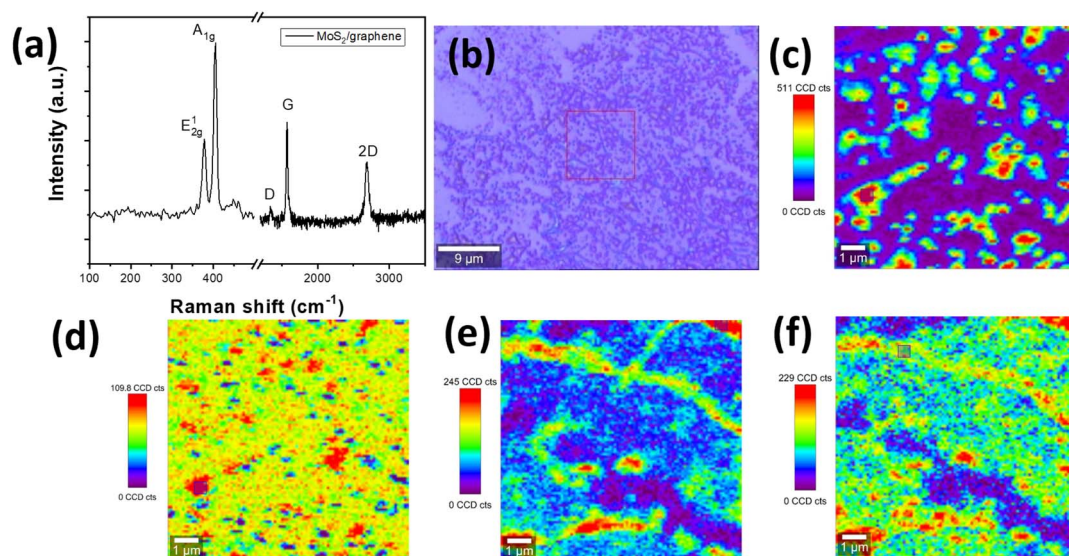 (a)
A1g
E¹2g
G
2D
D
MoS2/graphene
Intensity (a.u.)
100 200 300 400 2000 3000
Raman shift (cm⁻¹)
(b)
9 µm
(c)
511 CCD cts
0 CCD cts
1 µm
(d)
109.8 CCD cts
0 CCD cts
1 µm
(e)
245 CCD cts
0 CCD cts
1 µm
(f)
229 CCD cts
0 CCD cts
1 µm